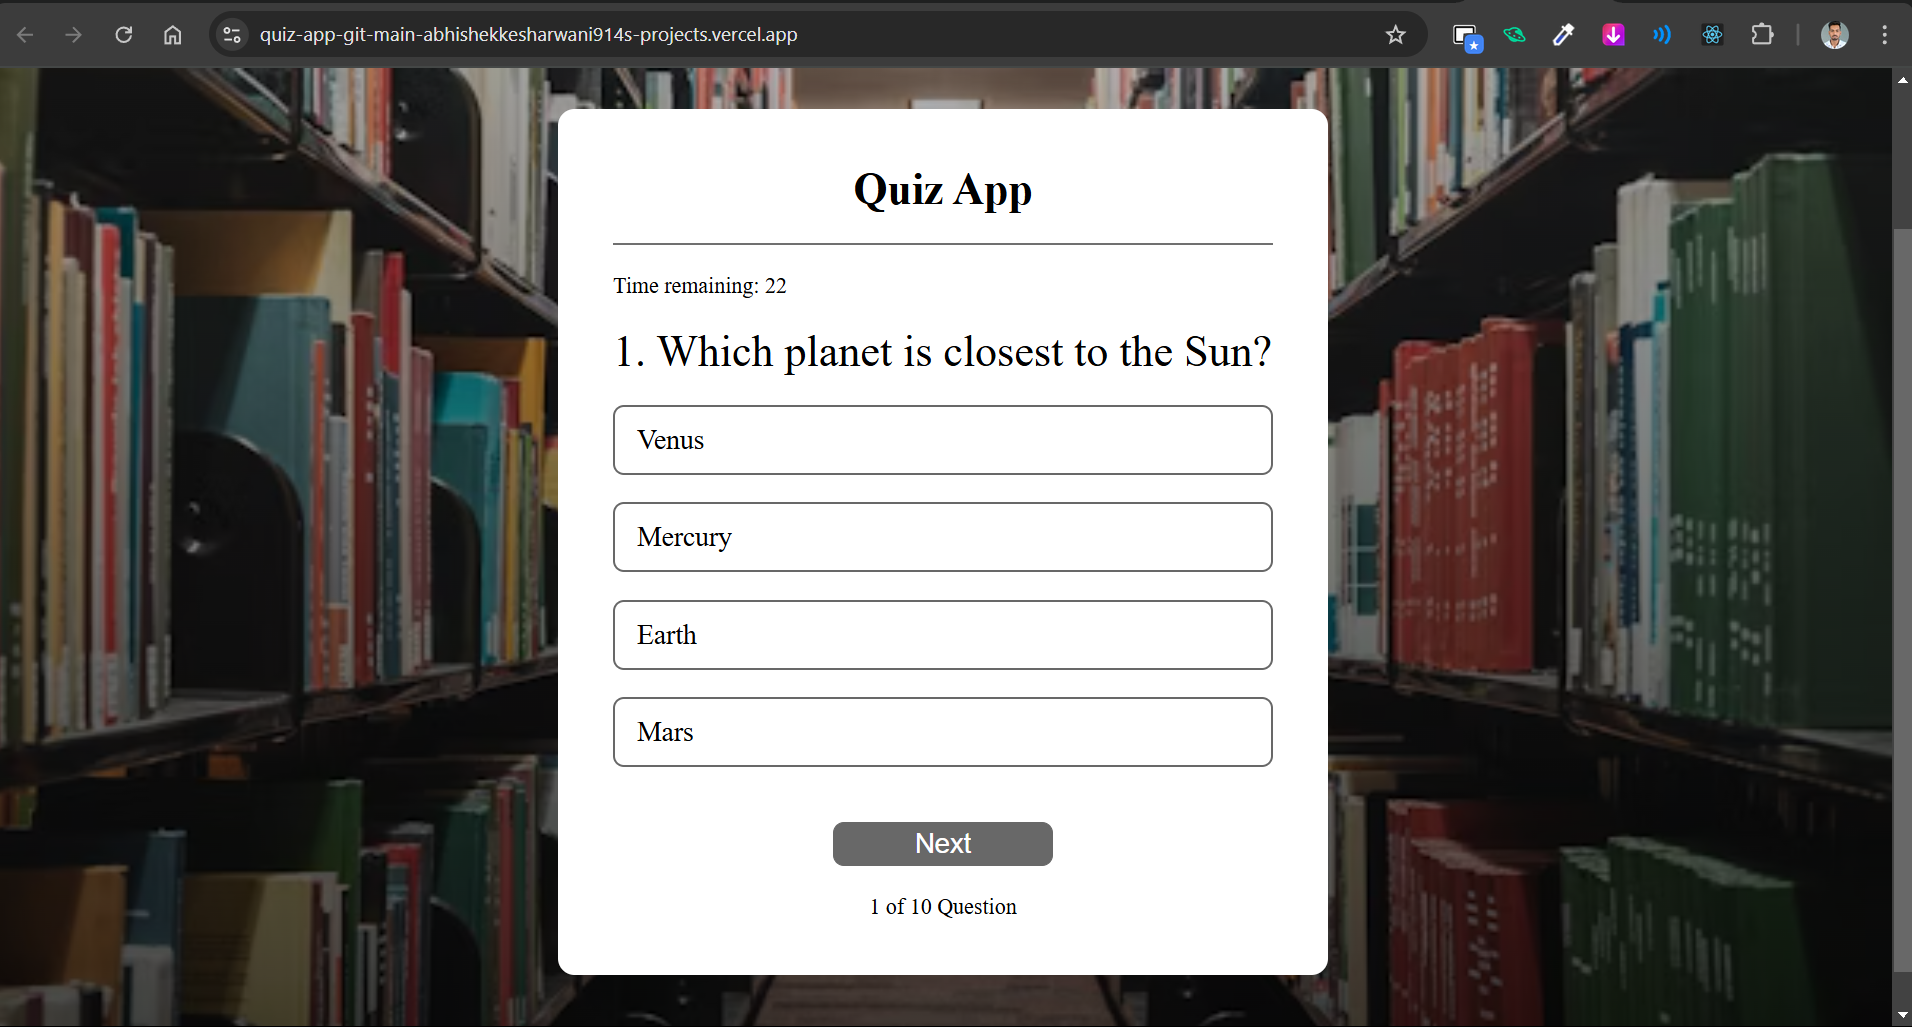 quiz-app-git-main-abhishekkesharwani914s-projects.vercel.app
Quiz App
Time remaining: 22
1. Which planet is closest to the Sun?
Venus
Mercury
Earth
Mars
Next
1 of 10 Question